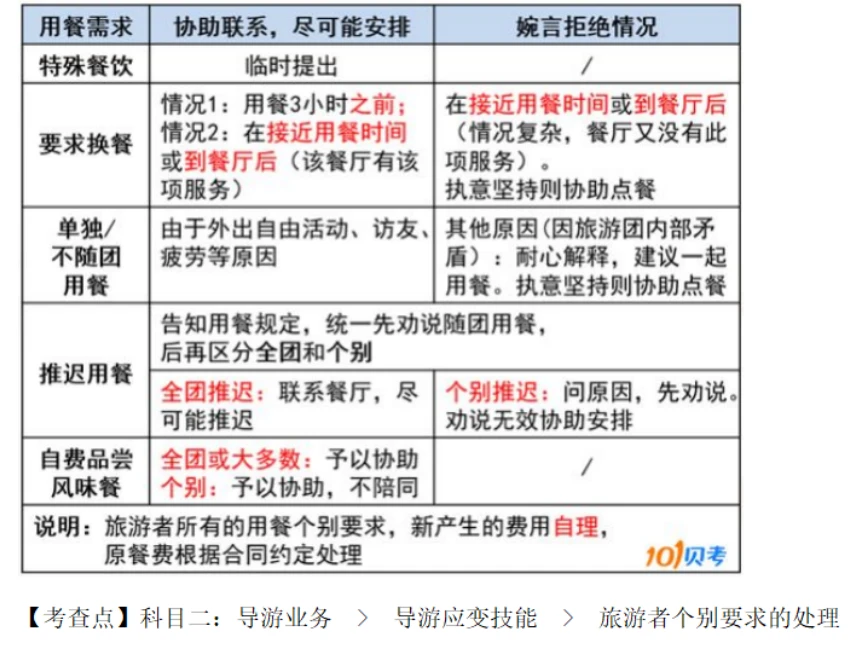 用餐需求 协助联系，尽可能安排 婉言拒绝情况
特殊餐饮 临时提出 /
要求换餐
情况1：用餐3小时之前；
情况2：在接近用餐时间
或到餐厅后（该餐厅有该
项服务）
在接近用餐时间或到餐厅后
（情况复杂，餐厅又没有此
项服务）。
执意坚持则协助点餐
单独/
不随团
用餐
由于外出自由活动、访友、
疲劳等原因
其他原因(因旅游团内部矛
盾）：耐心解释，建议一起
用餐。执意坚持则协助点餐
推迟用餐
告知用餐规定，统一先劝说随团用餐，
后再区分全团和个别
全团推迟：联系餐厅，尽
可能推迟
个别推迟：问原因，先劝说。
劝说无效协助安排
自费品尝
风味餐
全团或大多数：予以协助
个别：予以协助，不陪同
/
说明：旅游者所有的用餐个别要求，新产生的费用自理，
原餐费根据合同约定处理
101贝考
【考查点】科目二：导游业务 > 导游应变技能 > 旅游者个别要求的处理